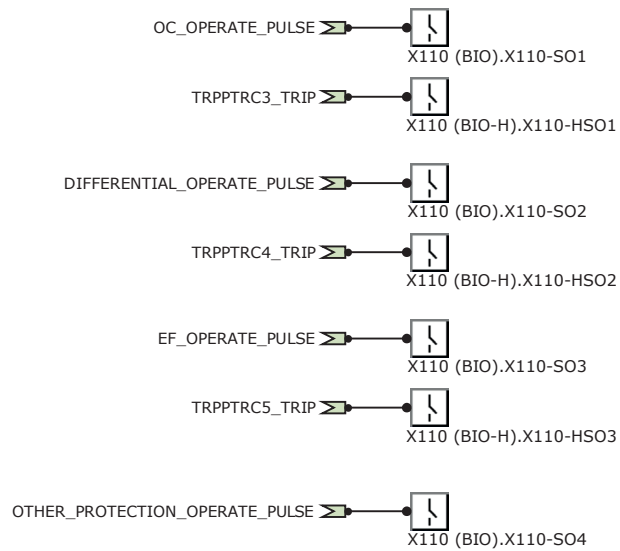 OC_OPERATE_PULSE
X110 (BIO).X110-SO1
TRPPTRC3_TRIP
X110 (BIO-H).X110-HSO1
DIFFERENTIAL_OPERATE_PULSE
X110 (BIO).X110-SO2
TRPPTRC4_TRIP
X110 (BIO-H).X110-HSO2
EF_OPERATE_PULSE
X110 (BIO).X110-SO3
TRPPTRC5_TRIP
X110 (BIO-H).X110-HSO3
OTHER_PROTECTION_OPERATE_PULSE
X110 (BIO).X110-SO4